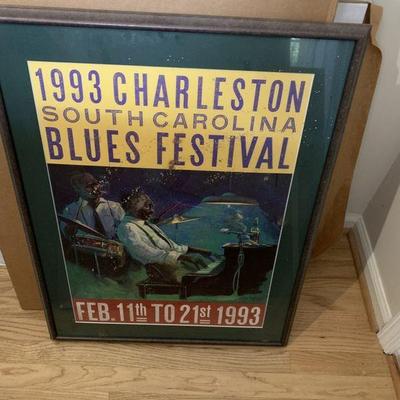 1993 CHARLESTON
SOUTH CAROLINA
BLUES FESTIVAL
FEB. 11th TO 21st 1993